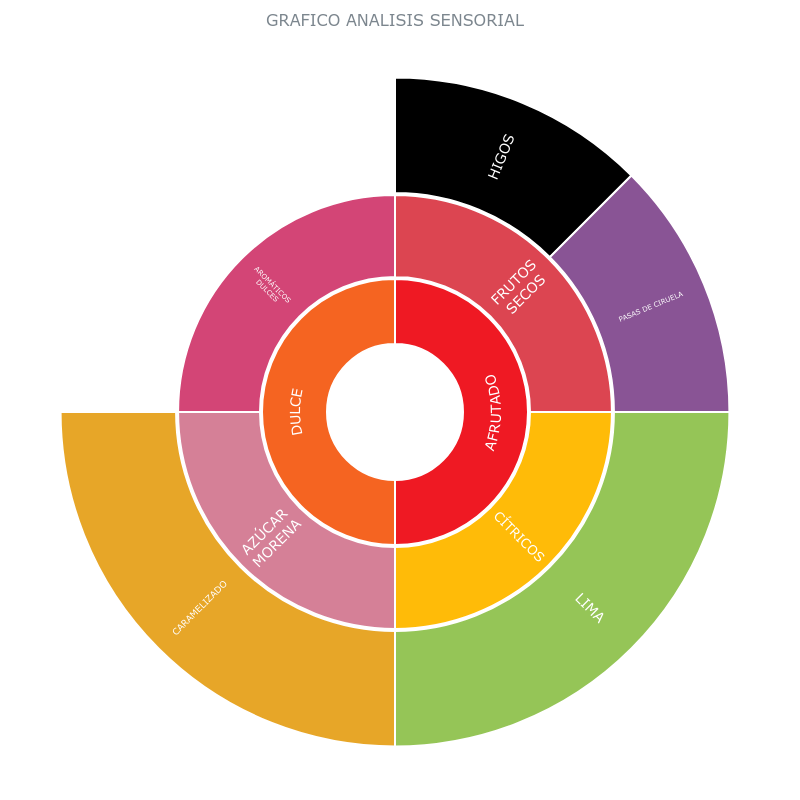 GRAFICO ANALISIS SENSORIAL
HIGOS
PASAS DE CIRUELA
FRUTOS
SECOS
AROMÁTICOS
DULCES
DULCE
AFRUTADO
AZÚCAR
MORENA
CÍTRICOS
CARAMELIZADO
LIMA